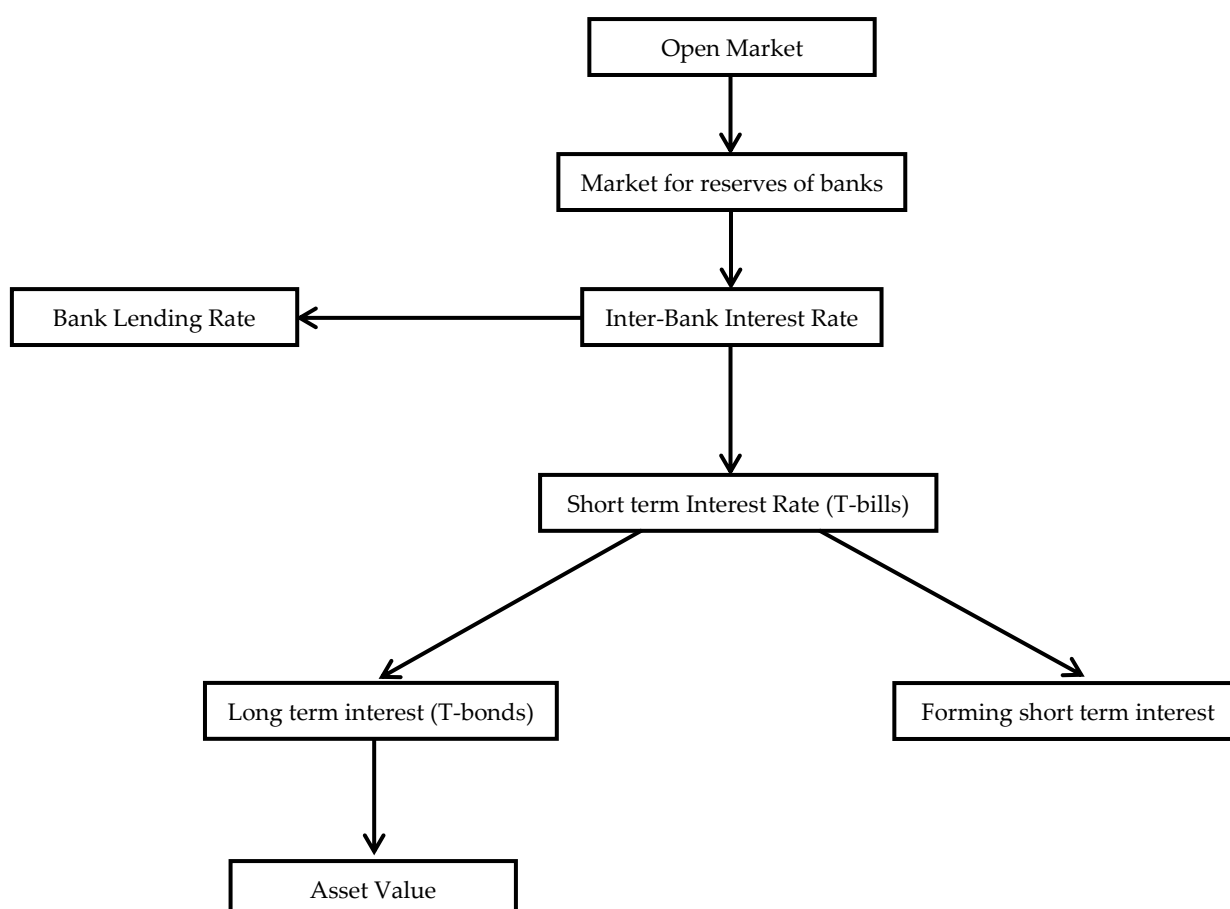 Open Market
Market for reserves of banks
Bank Lending Rate
Inter-Bank Interest Rate
Short term Interest Rate (T-bills)
Long term interest (T-bonds)
Forming short term interest
Asset Value